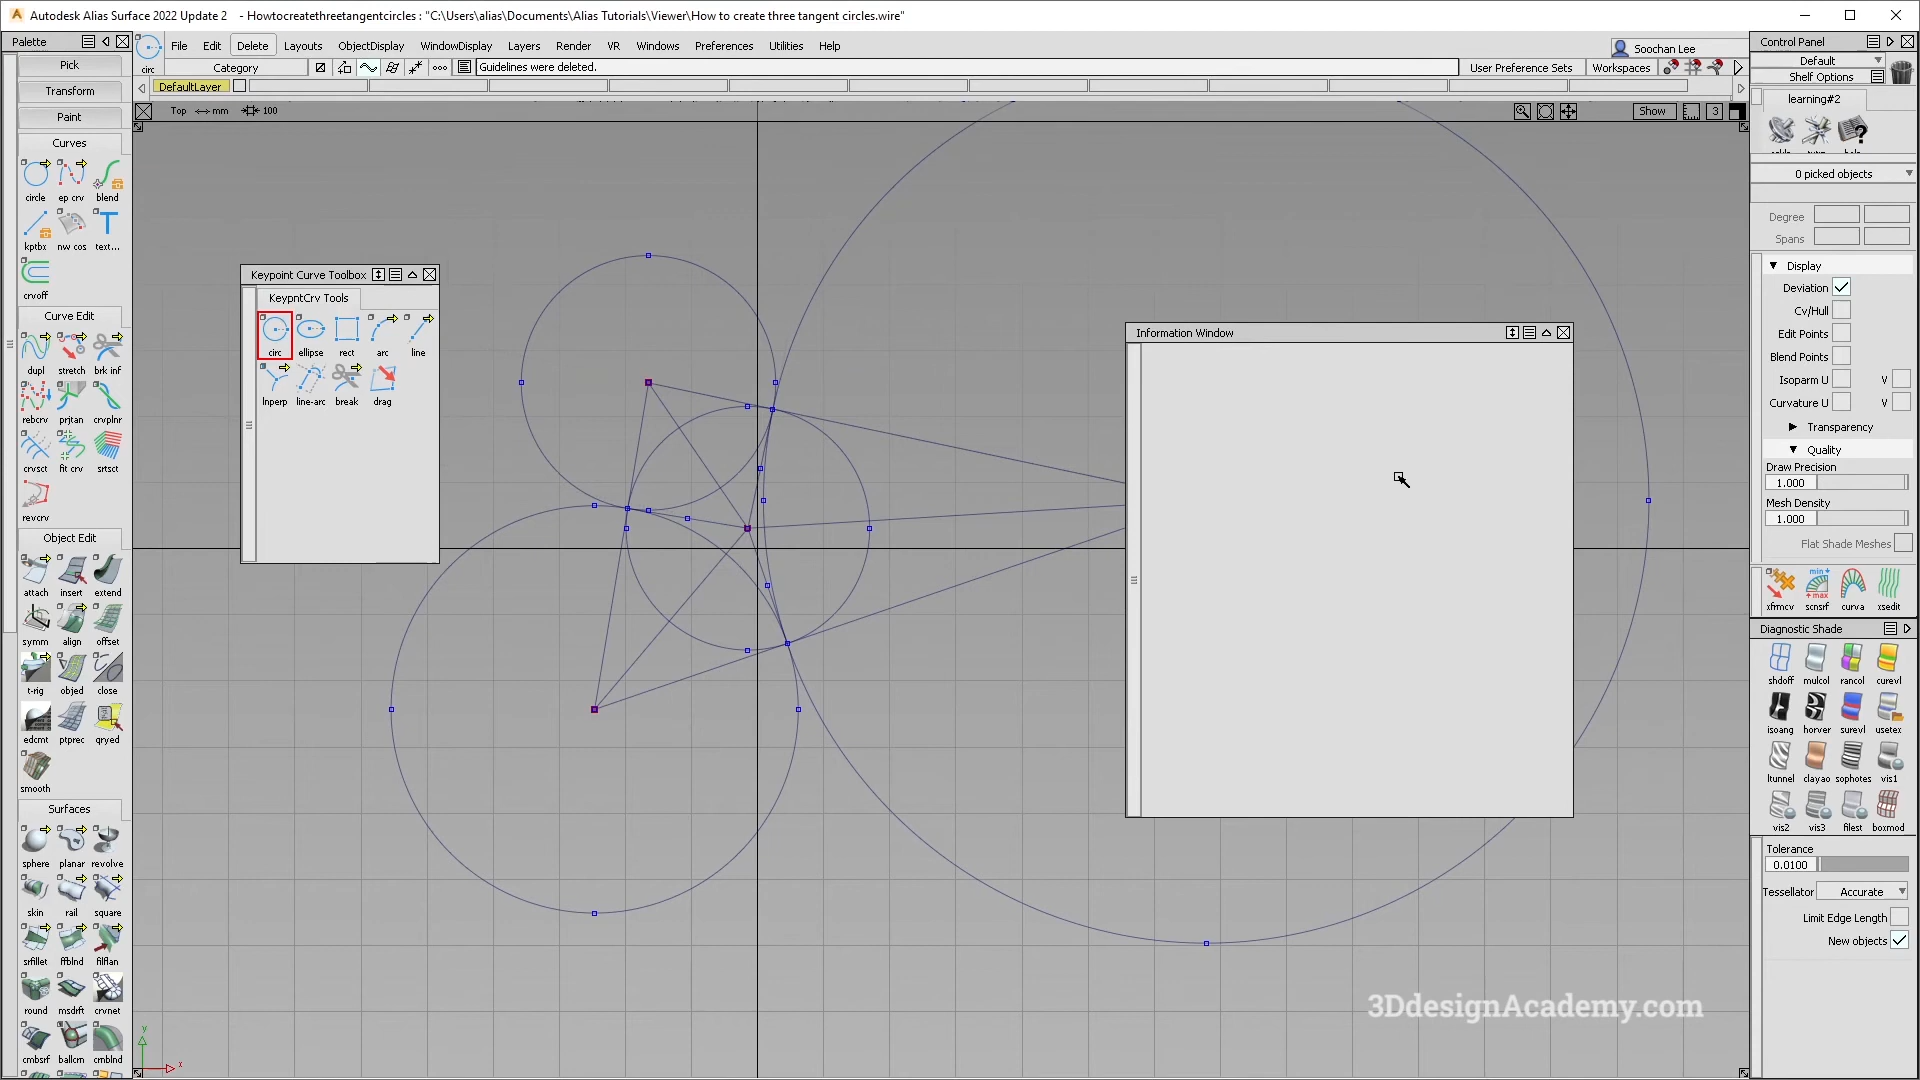 Autodesk Alias Surface 2022 Update 2 - Howtocreatethreetangentcircles : "C:\Users\alias\Documents\Alias Tutorials\Viewer\How to create three tangent circles.wire"
Palette
Pick
Transform
Paint
Curves
circle ep crv blend
kptbx nw cos text...
crvoff
Curve Edit
dupl stretch brk inf
rebcrv prjtan crvplnr
crvsct fit crv srtsct
revcrv
Object Edit
attach insert extend
symm align offset
t-rig objed close
edcmt ptprec qryed
smooth
Surfaces
sphere planar revolve
skin rail square
srfillet ffblnd filflan
round msdrft crvnet
cmbsrf ballcrn crnblnd
circ
File Edit Delete Layouts ObjectDisplay WindowDisplay Layers Render VR Windows Preferences Utilities Help
Soochan Lee
Category
Guidelines were deleted.
User Preference Sets Workspaces
DefaultLayer
Top mm 100
Show 3
Keypoint Curve Toolbox
KeypntCrv Tools
circ ellipse rect arc line
lnperp line-arc break drag
Information Window
3DdesignAcademy.com
y
x
Control Panel
Default
Shelf Options
learning#2
0 picked objects
Degree
Spans
Display
Deviation
Cv/Hull
Edit Points
Blend Points
Isoparm U V
Curvature U V
Transparency
Quality
Draw Precision
1.000
Mesh Density
1.000
Flat Shade Meshes
xfrmcv scnsrf curva xsedit
min
max
Diagnostic Shade
shdoff mulcol rancol curevl
isoang horver surevl usetex
ltunnel clayao sophotes vis1
vis2 vis3 filest boxmod
Tolerance
0.0100
Tessellator Accurate
Limit Edge Length
New objects